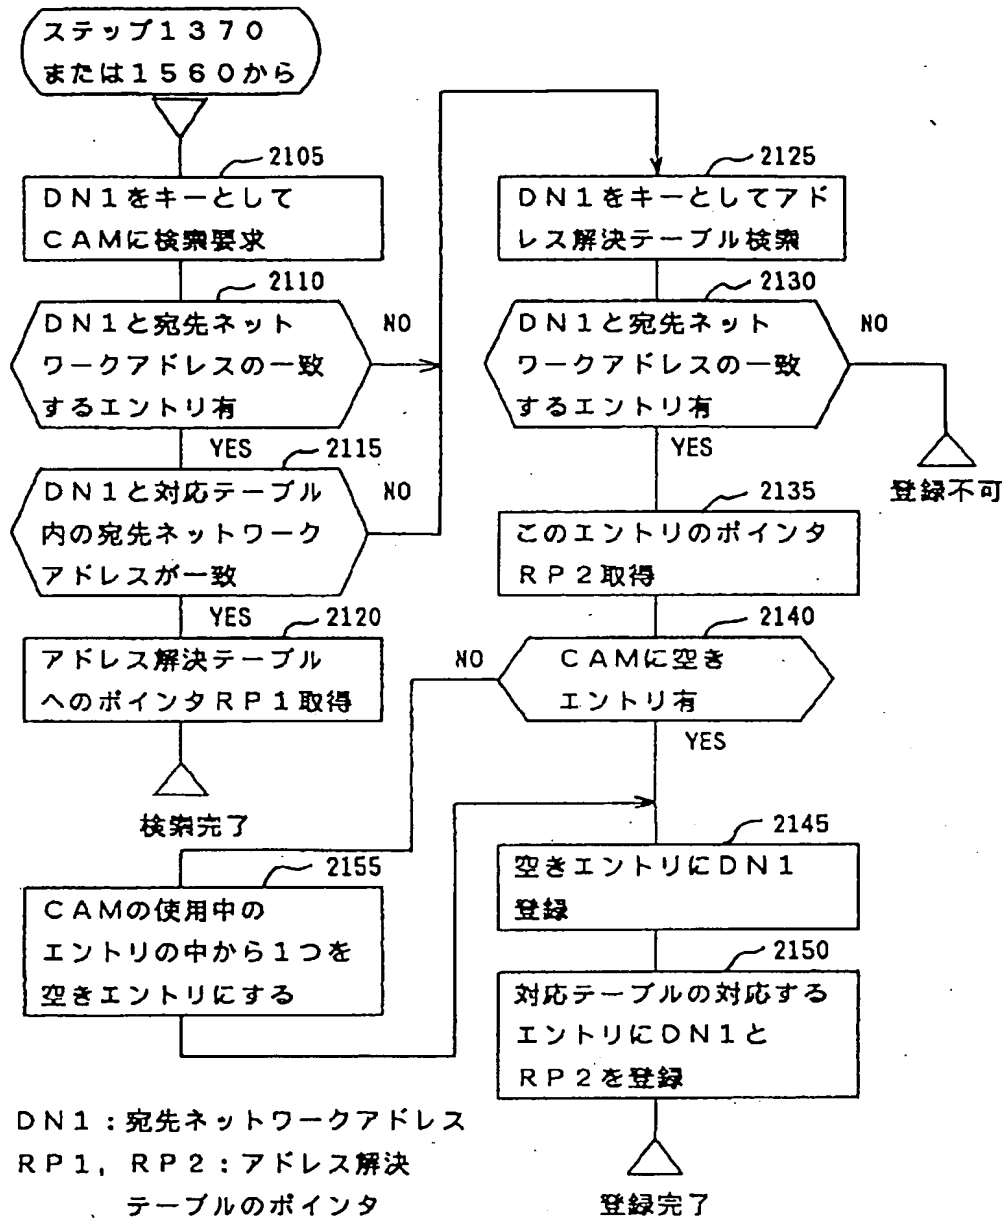 ステップ1370
または1560から
2105
DN1をキーとして
CAMに検索要求
2110
DN1と宛先ネット
ワークアドレスの一致
するエントリ有
NO
YES
2115
DN1と対応テーブル
内の宛先ネットワーク
アドレスが一致
NO
YES
2120
アドレス解決テーブル
へのポインタRP1取得
検索完了
2125
DN1をキーとしてアド
レス解決テーブル検索
2130
DN1と宛先ネット
ワークアドレスの一致
するエントリ有
NO
登録不可
YES
2135
このエントリのポインタ
RP2取得
2140
CAMに空き
エントリ有
NO
YES
2155
CAMの使用中の
エントリの中から1つを
空きエントリにする
2145
空きエントリにDN1
登録
2150
対応テーブルの対応する
エントリにDN1と
RP2を登録
登録完了
DN1:宛先ネットワークアドレス
RP1, RP2:アドレス解決
テーブルのポインタ